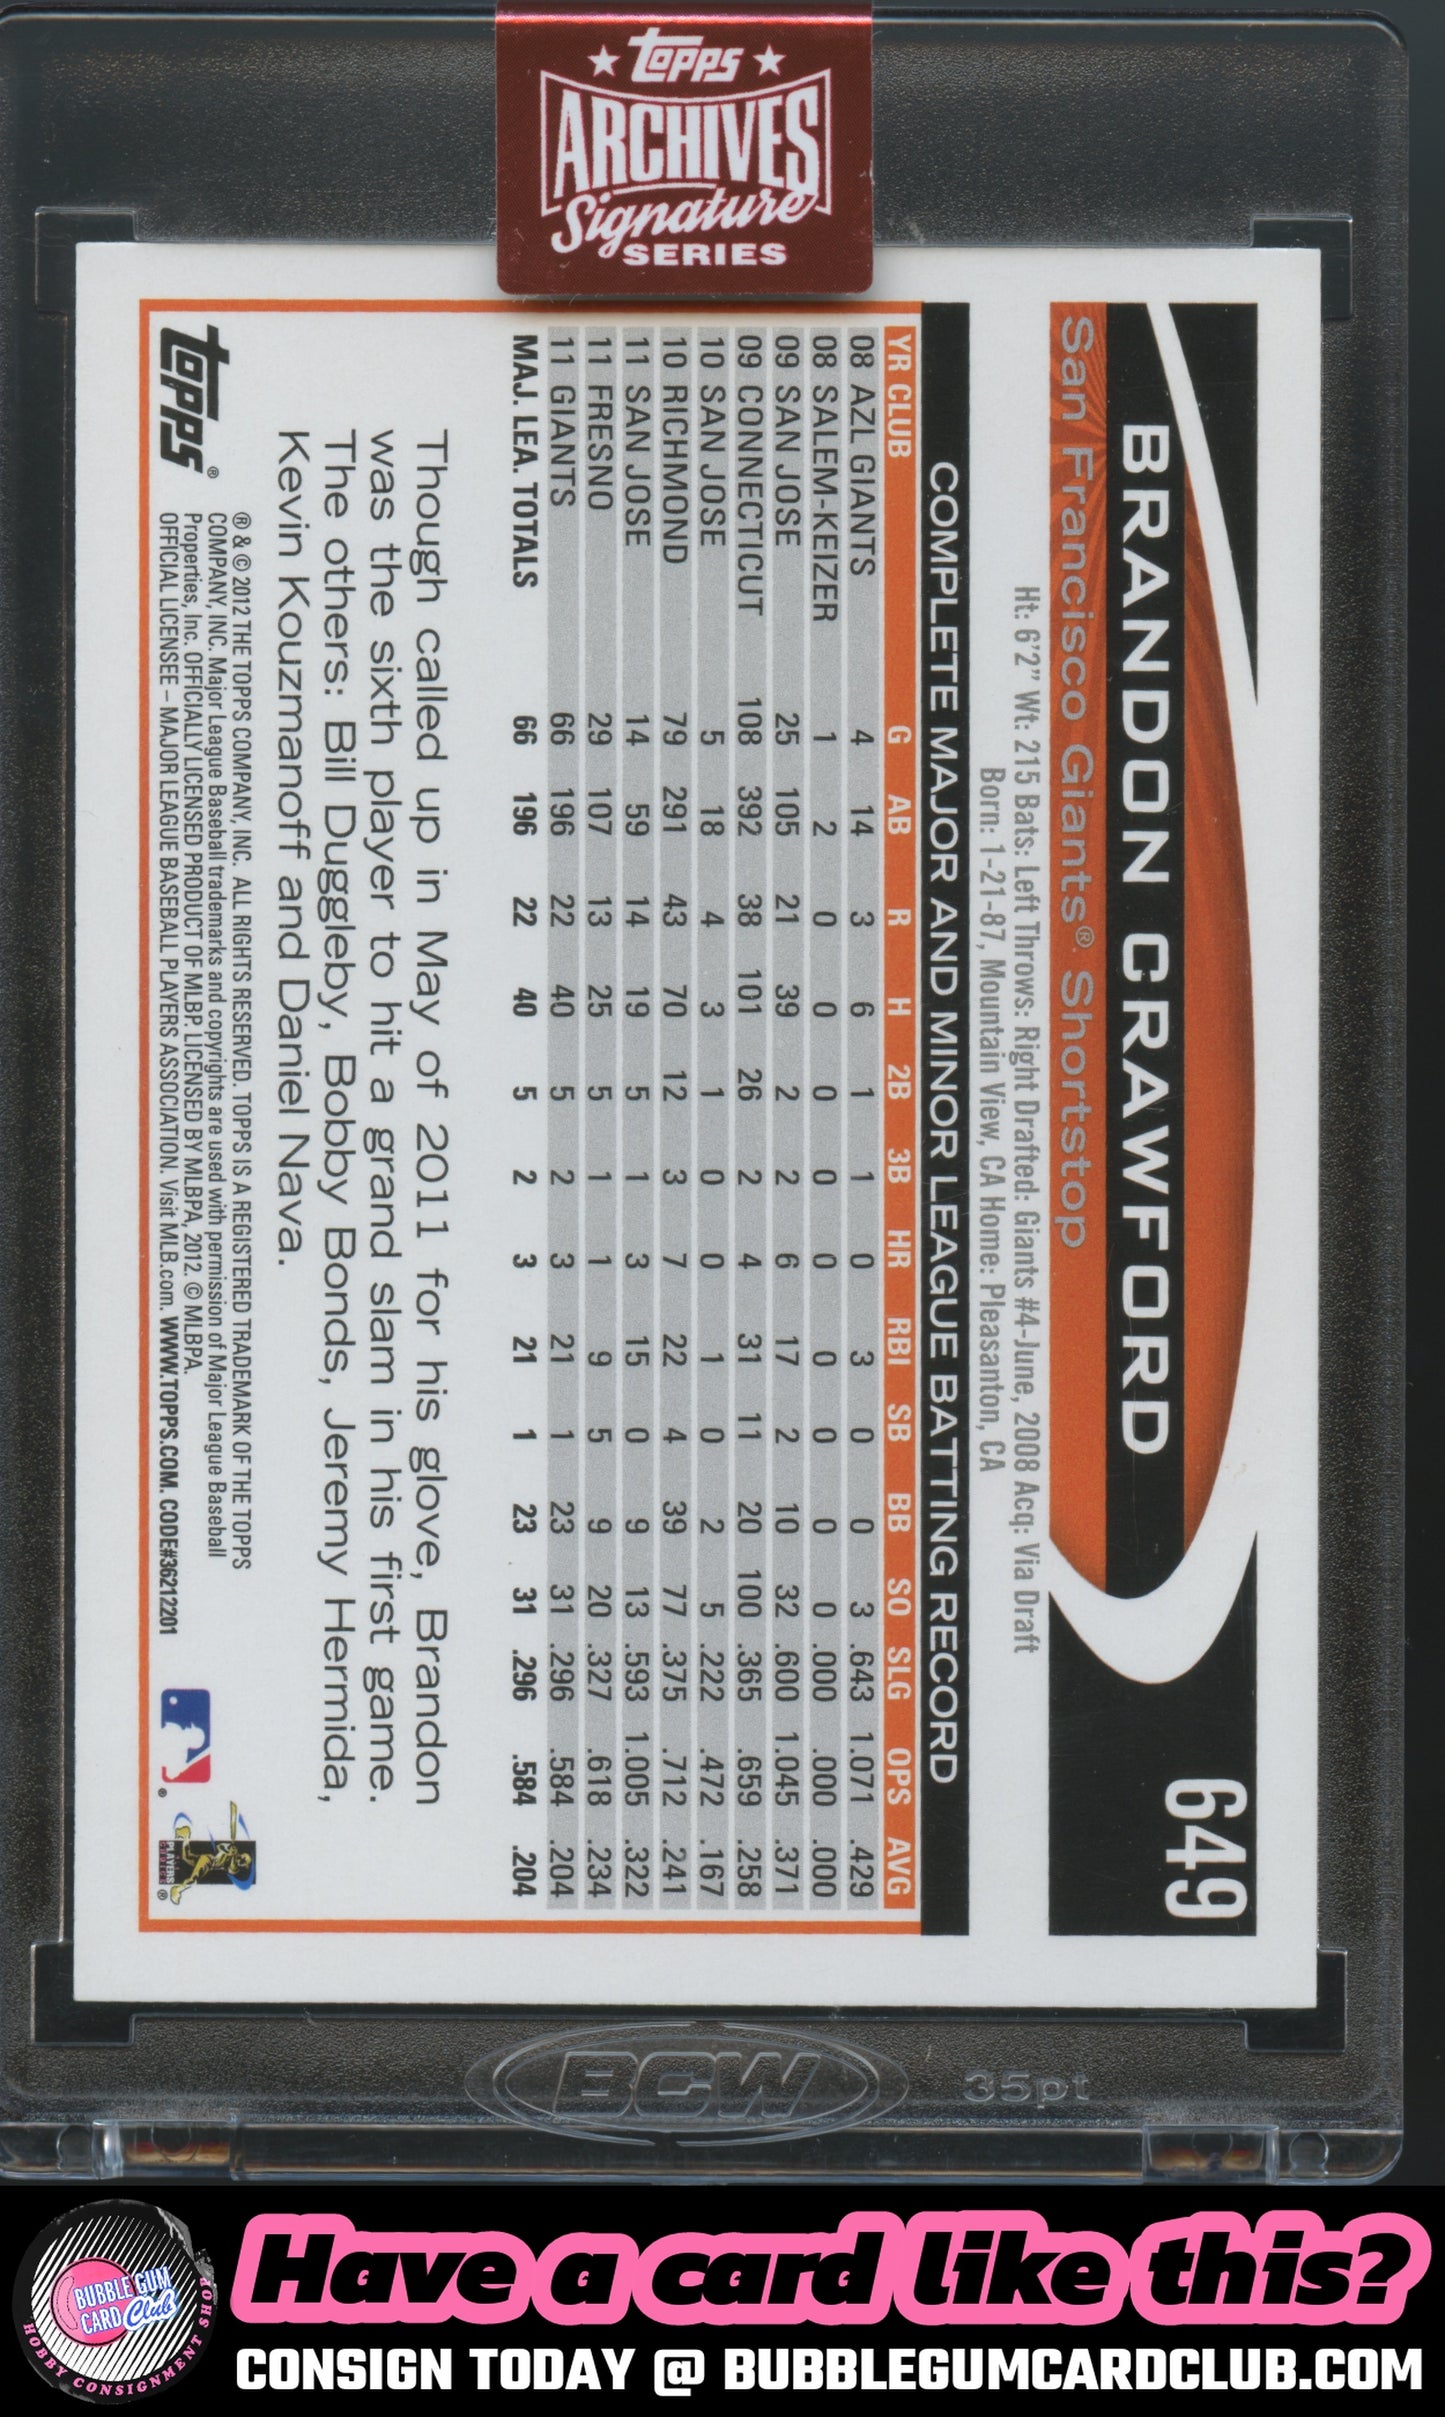 topps
ARCHIVES
Signature
SERIES
649
BRANDON CRAWFORD
San Francisco Giants® Shortstop
Ht: 6'2" Wt: 215 Bats: Left Throws: Right Drafted: Giants #4-June, 2008 Acq: Via Draft
Born: 1-21-87, Mountain View, CA Home: Pleasanton, CA
COMPLETE MAJOR AND MINOR LEAGUE BATTING RECORD
YR CLUB G AB R H 2B 3B HR RBI SB BB SO SLG OPS AVG
08 AZL GIANTS 4 14 3 6 1 1 0 3 0 0 3 .643 1.071 .429
08 SALEM-KEIZER 1 2 0 0 0 0 0 0 0 0 0 .000 .000 .000
09 SAN JOSE 25 105 21 39 2 2 6 17 2 10 32 .600 1.045 .371
09 CONNECTICUT 108 392 38 101 26 2 4 31 11 20 100 .365 .659 .258
10 SAN JOSE 5 18 4 3 1 0 0 1 0 2 5 .222 .472 .167
10 RICHMOND 79 291 43 70 12 3 7 22 4 39 77 .375 .712 .241
11 SAN JOSE 14 59 14 19 5 1 3 15 0 9 13 .593 1.005 .322
11 FRESNO 29 107 13 25 5 1 1 9 5 9 20 .327 .618 .234
11 GIANTS 66 196 22 40 5 2 3 21 1 23 31 .296 .584 .204
MAJ. LEA. TOTALS 66 196 22 40 5 2 3 21 1 23 31 .296 .584 .204
Though called up in May of 2011 for his glove, Brandon
was the sixth player to hit a grand slam in his first game.
The others: Bill Duggleby, Bobby Bonds, Jeremy Hermida,
Kevin Kouzmanoff and Daniel Nava.
topps®
® & © 2012 THE TOPPS COMPANY, INC. ALL RIGHTS RESERVED. TOPPS IS A REGISTERED TRADEMARK OF THE TOPPS
COMPANY, INC. Major League Baseball trademarks and copyrights are used with permission of Major League Baseball
Properties, Inc. OFFICIALLY LICENSED PRODUCT OF MLBP. LICENSED BY MLBPA, 2012. © MLBPA.
OFFICIAL LICENSEE – MAJOR LEAGUE BASEBALL PLAYERS ASSOCIATION. Visit MLB.com. WWW.TOPPS.COM. CODE#36212201
PLAYERS
BCW
35pt
BUBBLE GUM
CARD Club
HOBBY CONSIGNMENT SHOP
Have a card like this?
CONSIGN TODAY @ BUBBLEGUMCARDCLUB.COM